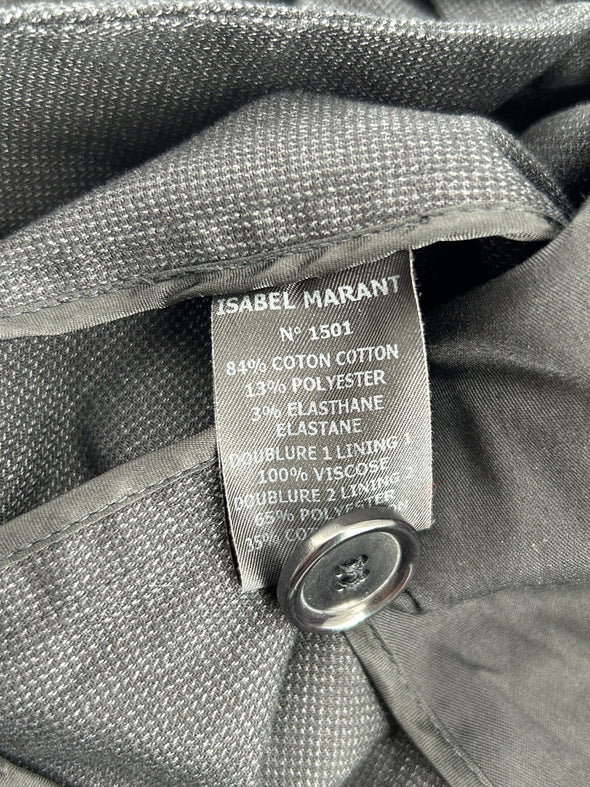 ISABEL MARANT
N° 1501
84% COTON COTTON
13% POLYESTER
3% ELASTHANE
ELASTANE
DOUBLURE 1 LINING 1
100% VISCOSE
DOUBLURE 2 LINING 2
65% POLYESTER